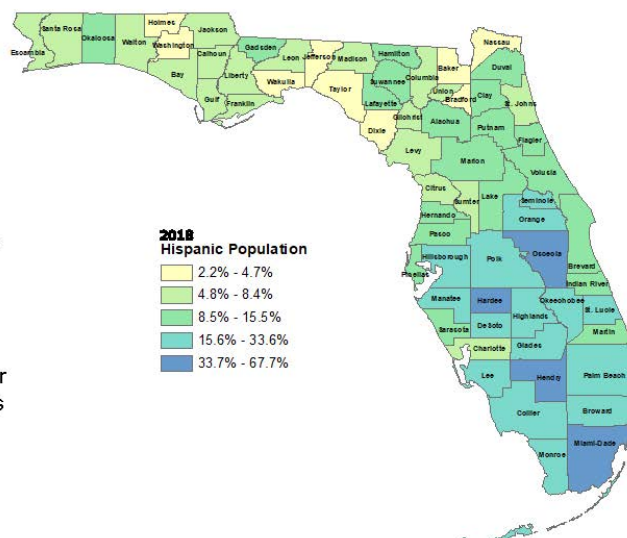 Holmes
Santa Rosa
Jackson
Okaloosa
Walton
Washington
Escambia
Calhoun
Bay
Gulf
Liberty
Franklin
Gadsden
Leon
Jefferson
Wakulla
Madison
Taylor
Hamilton
Suwannee
Lafayette
Dixie
Columbia
Baker
Union
Bradford
Gilchrist
Nassau
Duval
Clay
St. Johns
Alachua
Putnam
Flagler
Levy
Marion
Volusia
Citrus
Sumter
Lake
Seminole
Orange
Hernando
Pasco
Pinellas
Hillsborough
Polk
Osceola
Brevard
Indian River
Manatee
Hardee
Highlands
Okeechobee
St. Lucie
Sarasota
DeSoto
Martin
Charlotte
Glades
Lee
Hendry
Palm Beach
Collier
Broward
Monroe
Miami-Dade
Hispanic Population
2.2% - 4.7%
4.8% - 8.4%
8.5% - 15.5%
15.6% - 33.6%
33.7% - 67.7%
r
s